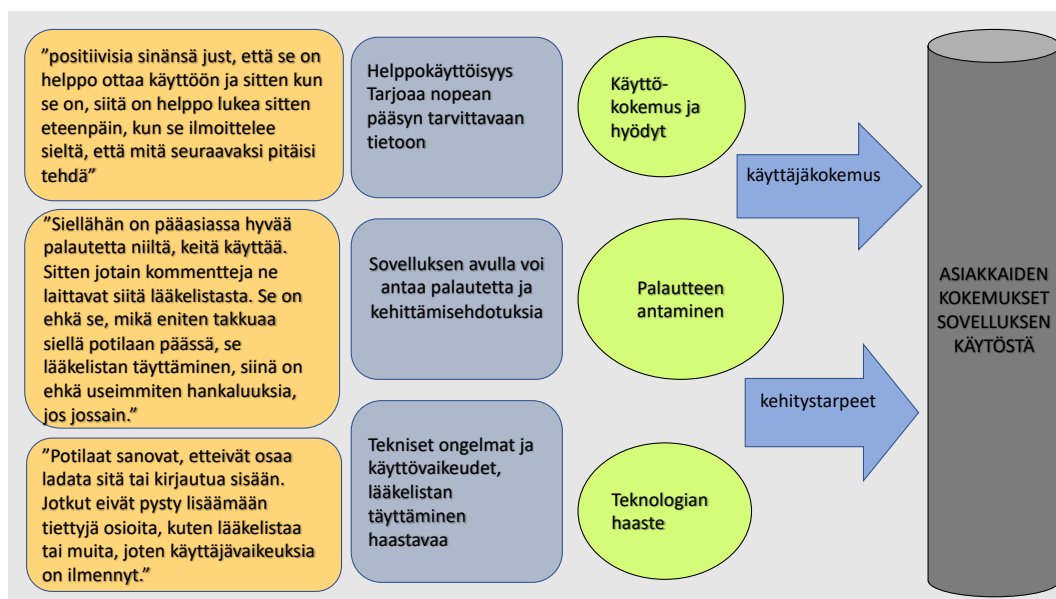 ”positiivisia sinänsä just, että se on
helppo ottaa käyttöön ja sitten kun
se on, siitä on helppo lukea sitten
eteenpäin, kun se ilmoittelee
sieltä, että mitä seuraavaksi pitäisi
tehdä”
Helppokäyttöisyys
Tarjoaa nopean
pääsyn tarvittavaan
tietoon
Käyttö-
kokemus ja
hyödyt
käyttäjäkokemus
”Siellähän on pääasiassa hyvää
palautetta niiltä, keitä käyttää.
Sitten jotain kommentteja ne
laittavat siitä lääkelistasta. Se on
ehkä se, mikä eniten takkuaa
siellä potilaan päässä, se
lääkelistan täyttäminen, siinä on
ehkä useimmiten hankaluuksia,
jos jossain.”
Sovelluksen avulla voi
antaa palautetta ja
kehittämisehdotuksia
Palautteen
antaminen
ASIAKKAIDEN
KOKEMUKSET
SOVELLUKSEN
KÄYTÖSTÄ
kehitystarpeet
”Potilaat sanovat, etteivät osaa
ladata sitä tai kirjautua sisään.
Jotkut eivät pysty lisäämään
tiettyjä osioita, kuten lääkelistaa
tai muita, joten käyttäjävaikeuksia
on ilmennyt.”
Tekniset ongelmat ja
käyttövaikeudet,
lääkelistan
täyttäminen
haastavaa
Teknologian
haaste